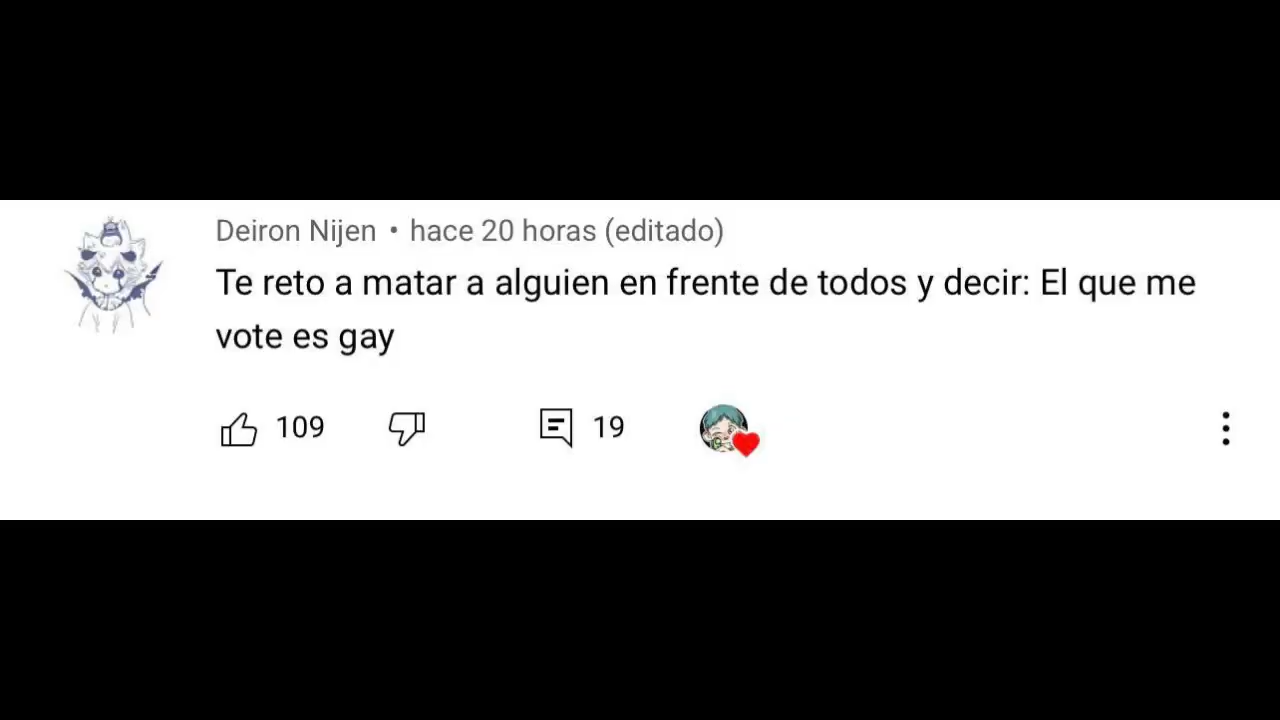 Deiron Nijen • hace 20 horas (editado)
Te reto a matar a alguien en frente de todos y decir: El que me
vote es gay
109 19